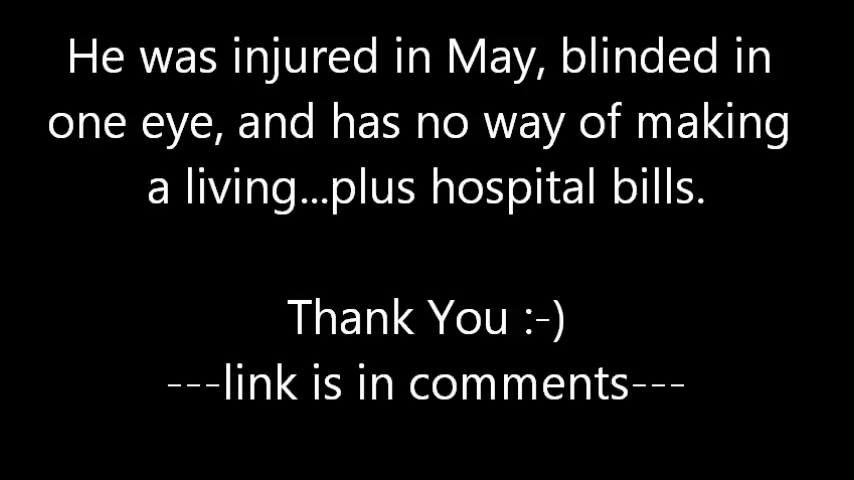 He was injured in May, blinded in
one eye, and has no way of making
a living...plus hospital bills.
Thank You :-)
---link is in comments---